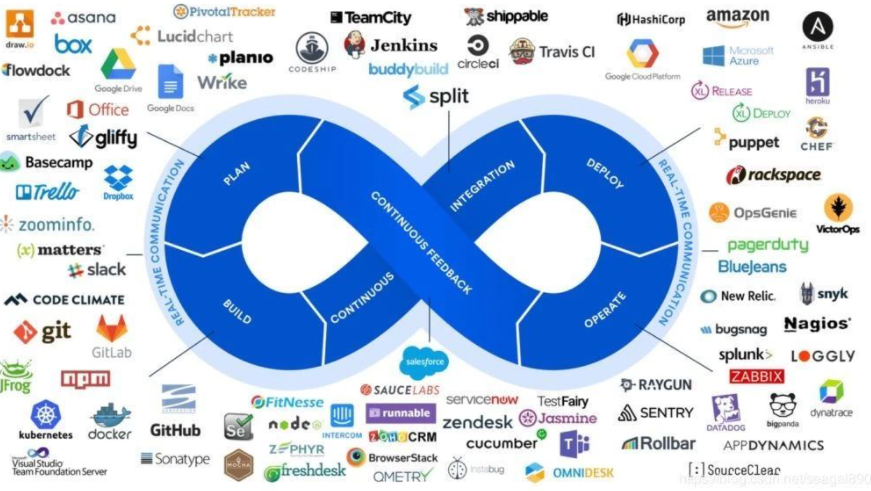 draw.io
asana
box
PivotalTracker
Lucidchart
flowdock
Google Drive
Google Docs
planio
Wrike
smartsheet
Office
gliffy
Basecamp
Trello
Dropbox
zoominfo.
(x)matters
slack
TeamCity
shippable
CODESHIP
Jenkins
circleci
Travis CI
buddybuild
split
HashiCorp
amazon
ANSIBLE
Google Cloud Platform
Microsoft
Azure
heroku
XL RELEASE
XL DEPLOY
puppet
CHEF
rackspace
OpsGenie
VictorOps
pagerduty
BlueJeans
REAL-TIME COMMUNICATION
PLAN
BUILD
CONTINUOUS
INTEGRATION
CONTINUOUS FEEDBACK
DEPLOY
OPERATE
REAL-TIME COMMUNICATION
CODE CLIMATE
git
GitLab
JFrog
npm
kubernetes
docker
GitHub
Visual Studio
Team Foundation Server
Sonatype
salesforce
SAUCELABS
FitNesse
Se
node
INTERCOM
runnable
ZOHO CRM
ZEPHYR
MOCHA
freshdesk
BrowserStack
QMETRY
servicenow
TestFairy
zendesk
Jasmine
cucumber
Instabug
OMNIDESK
New Relic.
snyk
bugsnag
Nagios
splunk>
LOGGLY
ZABBIX
RAYGUN
SENTRY
DATADOG
bigpanda
dynatrace
Rollbar
APPDYNAMICS
[:]SourceClear
https://blog.csdn.net/seagal890